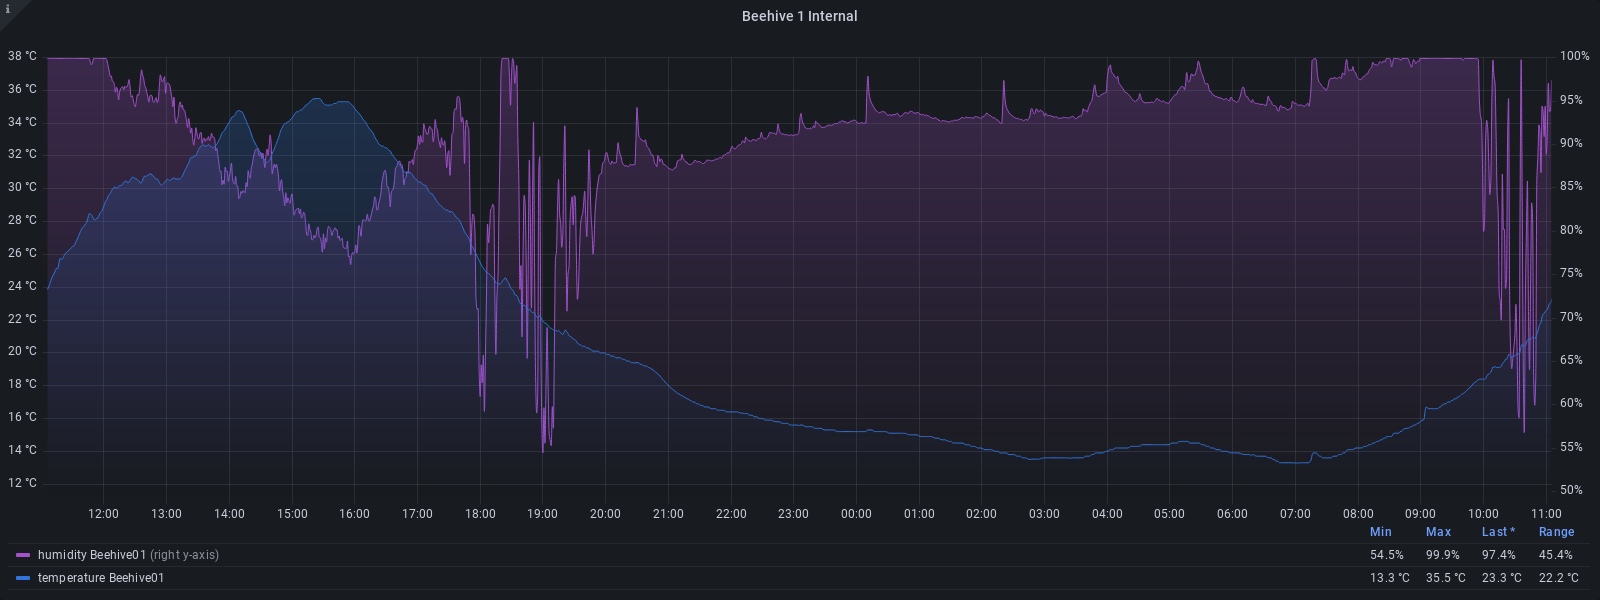 i
Beehive 1 Internal
38 °C 100%
36 °C 95%
34 °C 90%
32 °C 85%
30 °C 80%
28 °C 75%
26 °C 70%
24 °C 65%
22 °C 60%
20 °C 55%
18 °C 50%
16 °C
14 °C
12 °C
12:00 13:00 14:00 15:00 16:00 17:00 18:00 19:00 20:00 21:00 22:00 23:00 00:00 01:00 02:00 03:00 04:00 05:00 06:00 07:00 08:00 09:00 10:00 11:00
Min Max Last * Range
humidity Beehive01 (right y-axis) 54.5% 99.9% 97.4% 45.4%
temperature Beehive01 13.3 °C 35.5 °C 23.3 °C 22.2 °C